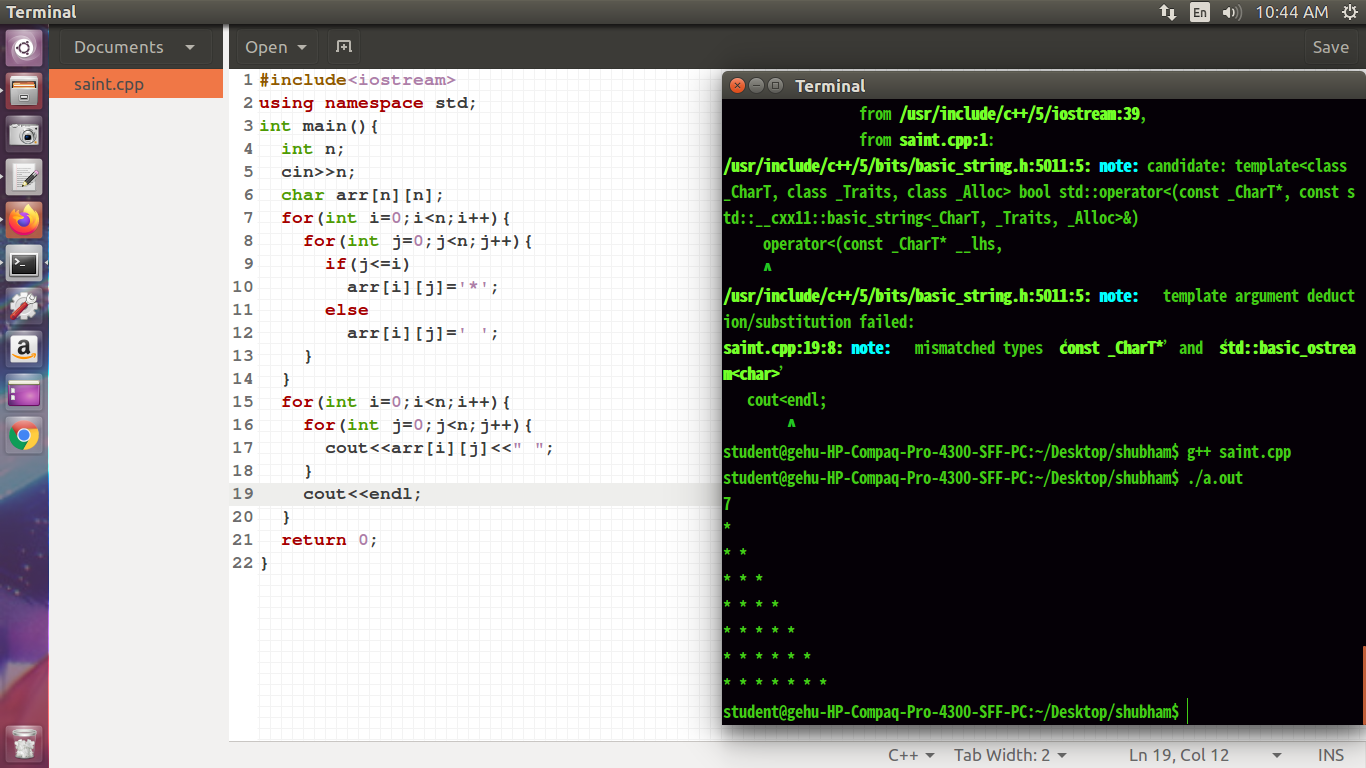 Terminal
En
10:44 AM
Documents
Open
Save
saint.cpp
1 #include<iostream>
2 using namespace std;
3 int main(){
4   int n;
5   cin>>n;
6   char arr[n][n];
7   for(int i=0;i<n;i++){
8     for(int j=0;j<n;j++){
9       if(j<=i)
10         arr[i][j]='*';
11       else
12         arr[i][j]=' ';
13     }
14   }
15   for(int i=0;i<n;i++){
16     for(int j=0;j<n;j++){
17       cout<<arr[i][j]<<" ";
18     }
19     cout<<endl;
20   }
21   return 0;
22 }
Terminal
from /usr/include/c++/5/iostream:39,
from saint.cpp:1:
/usr/include/c++/5/bits/basic_string.h:5011:5: note: candidate: template<class
_CharT, class _Traits, class _Alloc> bool std::operator<(const _CharT*, const s
td::__cxx11::basic_string<_CharT, _Traits, _Alloc>&)
operator<(const _CharT* __lhs,
^
/usr/include/c++/5/bits/basic_string.h:5011:5: note:   template argument deduct
ion/substitution failed:
saint.cpp:19:8: note:   mismatched types ‘const _CharT*’ and ‘std::basic_ostrea
m<char>’
cout<endl;
^
student@gehu-HP-Compaq-Pro-4300-SFF-PC:~/Desktop/shubham$ g++ saint.cpp
student@gehu-HP-Compaq-Pro-4300-SFF-PC:~/Desktop/shubham$ ./a.out
7
*
* *
* * *
* * * *
* * * * *
* * * * * *
* * * * * * *
student@gehu-HP-Compaq-Pro-4300-SFF-PC:~/Desktop/shubham$
C++
Tab Width: 2
Ln 19, Col 12
INS